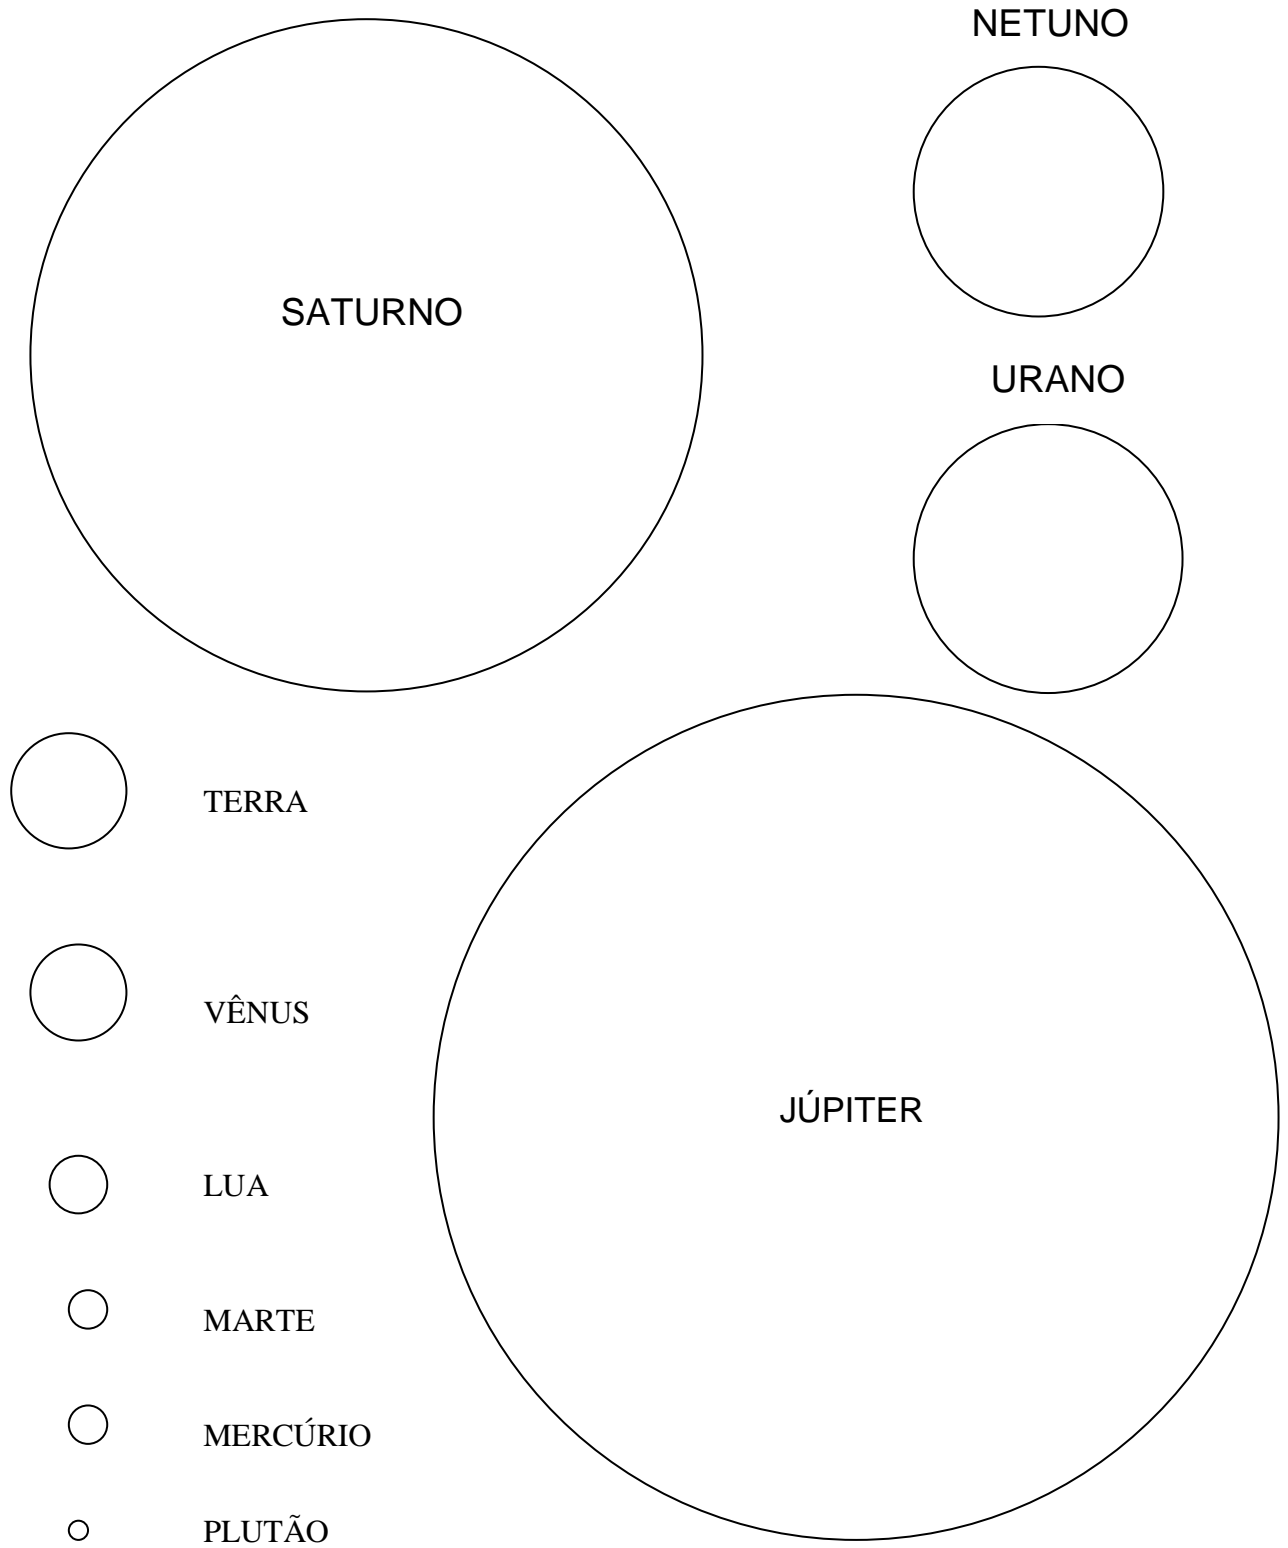 NETUNO
SATURNO
URANO
TERRA
VÊNUS
JÚPITER
LUA
MARTE
MERCÚRIO
PLUTÃO